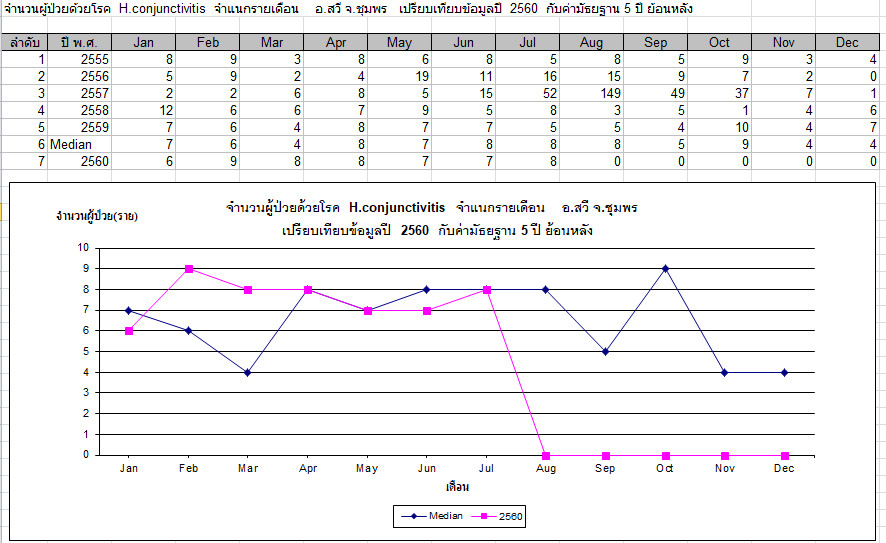 จำนวนผู้ป่วยด้วยโรค H.conjunctivitis จำแนกรายเดือน อ.สวี จ.ชุมพร เปรียบเทียบข้อมูลปี 2560 กับค่ามัธยฐาน 5 ปี ย้อนหลัง
ลำดับ ปี พ.ศ. Jan Feb Mar Apr May Jun Jul Aug Sep Oct Nov Dec
1 2555 8 9 3 8 6 8 5 8 5 9 3 4
2 2556 5 9 2 4 19 11 16 15 9 7 2 0
3 2557 2 2 6 8 5 15 52 149 49 37 7 1
4 2558 12 6 6 7 9 5 8 3 5 1 4 6
5 2559 7 6 4 8 7 7 5 5 4 10 4 7
6 Median 7 6 4 8 7 8 8 8 5 9 4 4
7 2560 6 9 8 8 7 7 8 0 0 0 0 0
จำนวนผู้ป่วยด้วยโรค H.conjunctivitis จำแนกรายเดือน อ.สวี จ.ชุมพร
เปรียบเทียบข้อมูลปี 2560 กับค่ามัธยฐาน 5 ปี ย้อนหลัง
จำนวนผู้ป่วย(ราย)
10
9
8
7
6
5
4
3
2
1
0
Jan Feb Mar Apr May Jun Jul Aug Sep Oct Nov Dec
เดือน
Median 2560